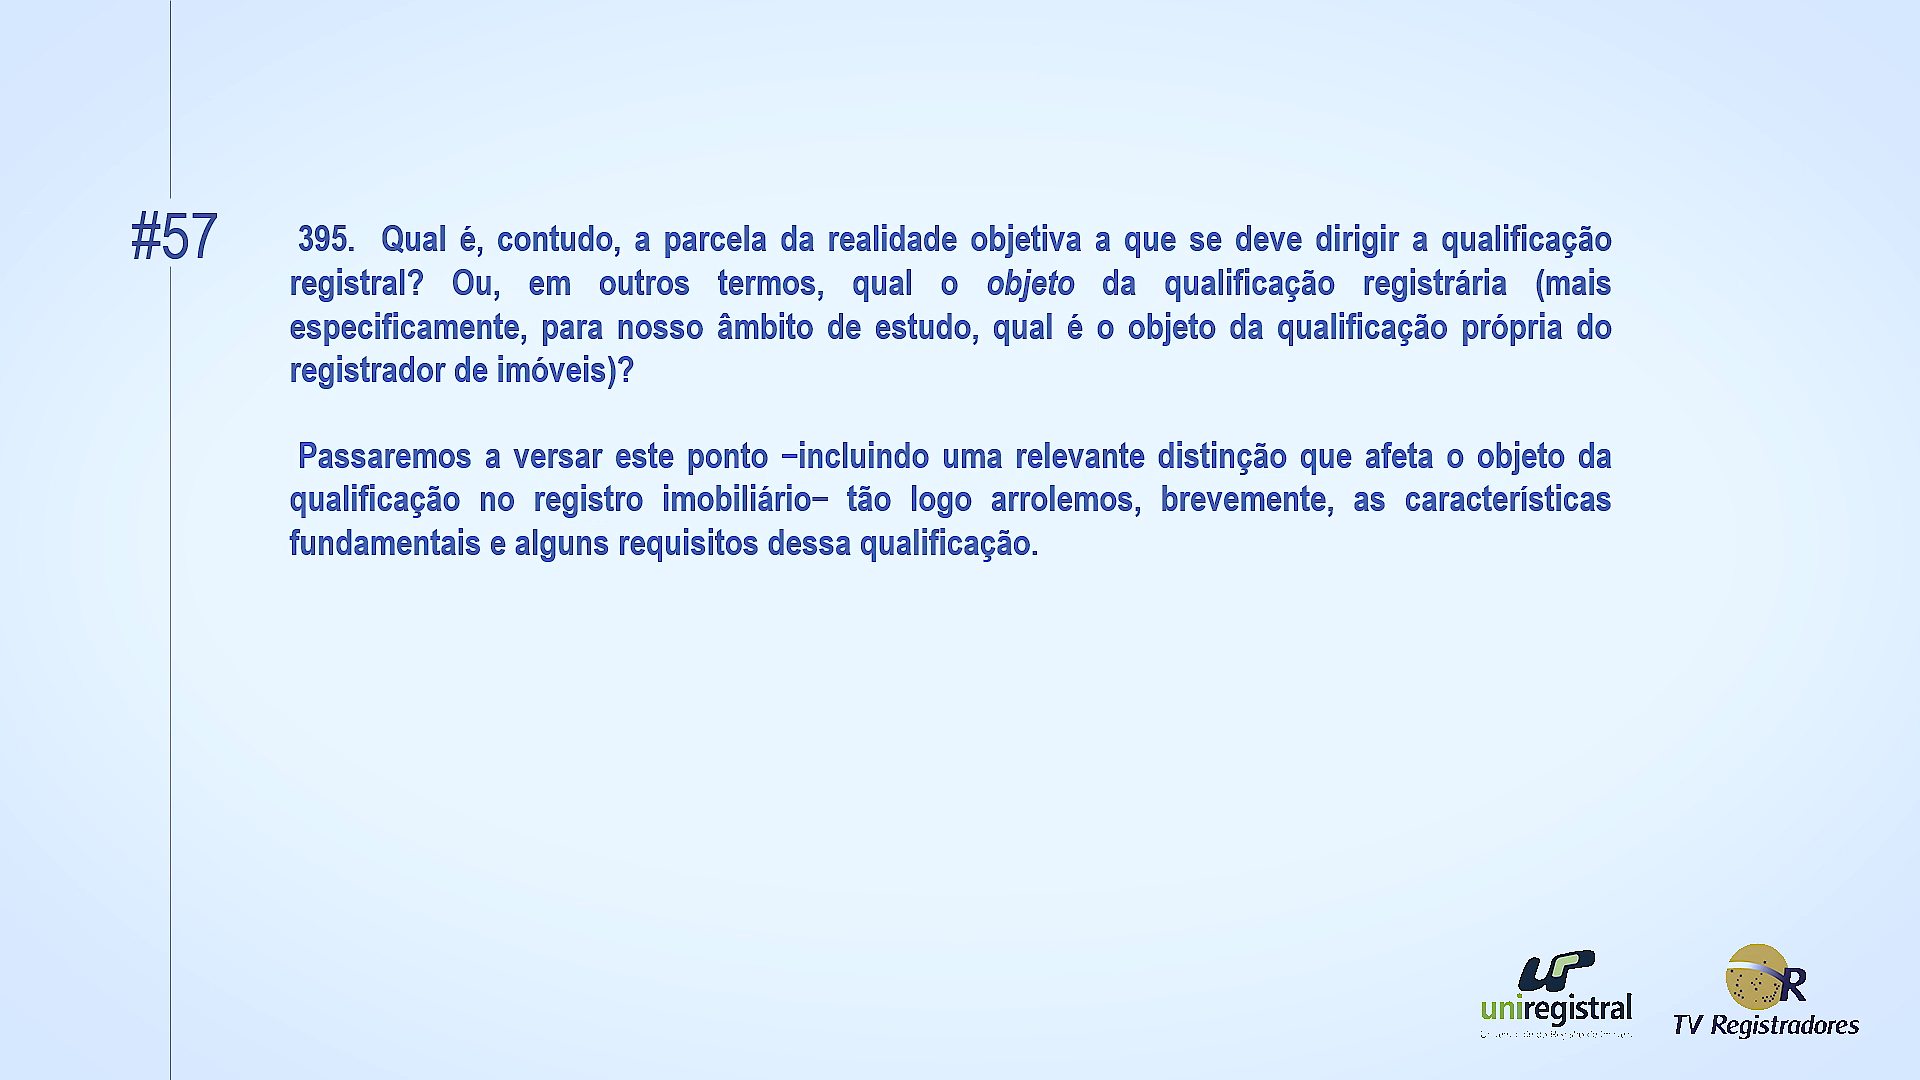 #57
395. Qual é, contudo, a parcela da realidade objetiva a que se deve dirigir a qualificação
registral? Ou, em outros termos, qual o objeto da qualificação registrária (mais
especificamente, para nosso âmbito de estudo, qual é o objeto da qualificação própria do
registrador de imóveis)?
Passaremos a versar este ponto −incluindo uma relevante distinção que afeta o objeto da
qualificação no registro imobiliário− tão logo arrolemos, brevemente, as características
fundamentais e alguns requisitos dessa qualificação.
uniregistral
R
TV Registradores